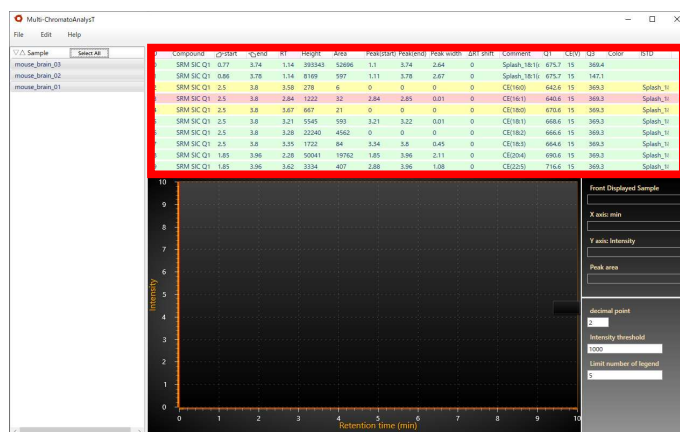 Multi-ChromatoAnalysT
File Edit Help
▽△ Sample Select All
mouse_brain_03
mouse_brain_02
mouse_brain_01
Compound start end RT Height Area Peak(start) Peak(end) Peak width ΔRT shift Comment Q1 CE(V) Q3 Color ISTD
SRM SIC Q1 0.77 3.74 1.14 393343 52696 1.1 3.74 2.64 0 Splash_18:1( 675.7 15 369.4
SRM SIC Q1 0.86 3.78 1.14 8169 597 1.11 3.78 2.67 0 Splash_18:1( 675.7 15 147.1
SRM SIC Q1 2.5 3.8 3.58 278 6 0 0 0 0 CE(16:0) 642.6 15 369.3 Splash_1
SRM SIC Q1 2.5 3.8 2.84 1222 32 2.84 2.85 0.01 0 CE(16:1) 640.6 15 369.3 Splash_1
SRM SIC Q1 2.5 3.8 3.67 667 21 0 0 0 0 CE(18:0) 670.6 15 369.3 Splash_1
SRM SIC Q1 2.5 3.8 3.21 5545 593 3.21 3.22 0.01 0 CE(18:1) 668.6 15 369.3 Splash_1
SRM SIC Q1 2.5 3.8 3.28 22240 4562 0 0 0 0 CE(18:2) 666.6 15 369.3 Splash_1
SRM SIC Q1 2.5 3.8 3.35 1722 84 3.34 3.8 0.45 0 CE(18:3) 664.6 15 369.3 Splash_1
SRM SIC Q1 1.85 3.96 2.28 50041 19762 1.85 3.96 2.11 0 CE(20:4) 690.6 15 369.3 Splash_1
SRM SIC Q1 1.85 3.96 3.62 3334 407 2.88 3.96 1.08 0 CE(22:5) 716.6 15 369.3 Splash_1
10
9
8
7
6
5
4
3
2
1
0
Intensity
0 1 2 3 4 5 6 7 8 9 10
Retention time (min)
Front Displayed Sample
X axis: min
Y axis: Intensity
Peak area
decimal point
2
Intensity threshold
1000
Limit number of legend
5